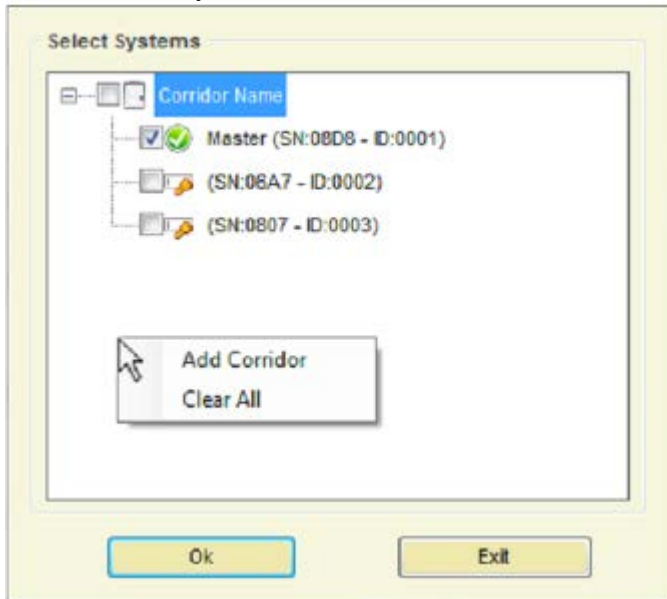 Select Systems
Corridor Name
Master (SN:08D8 - ID:0001)
(SN:06A7 - ID:0002)
(SN:0807 - ID:0003)
Add Corridor
Clear All
Ok
Exit